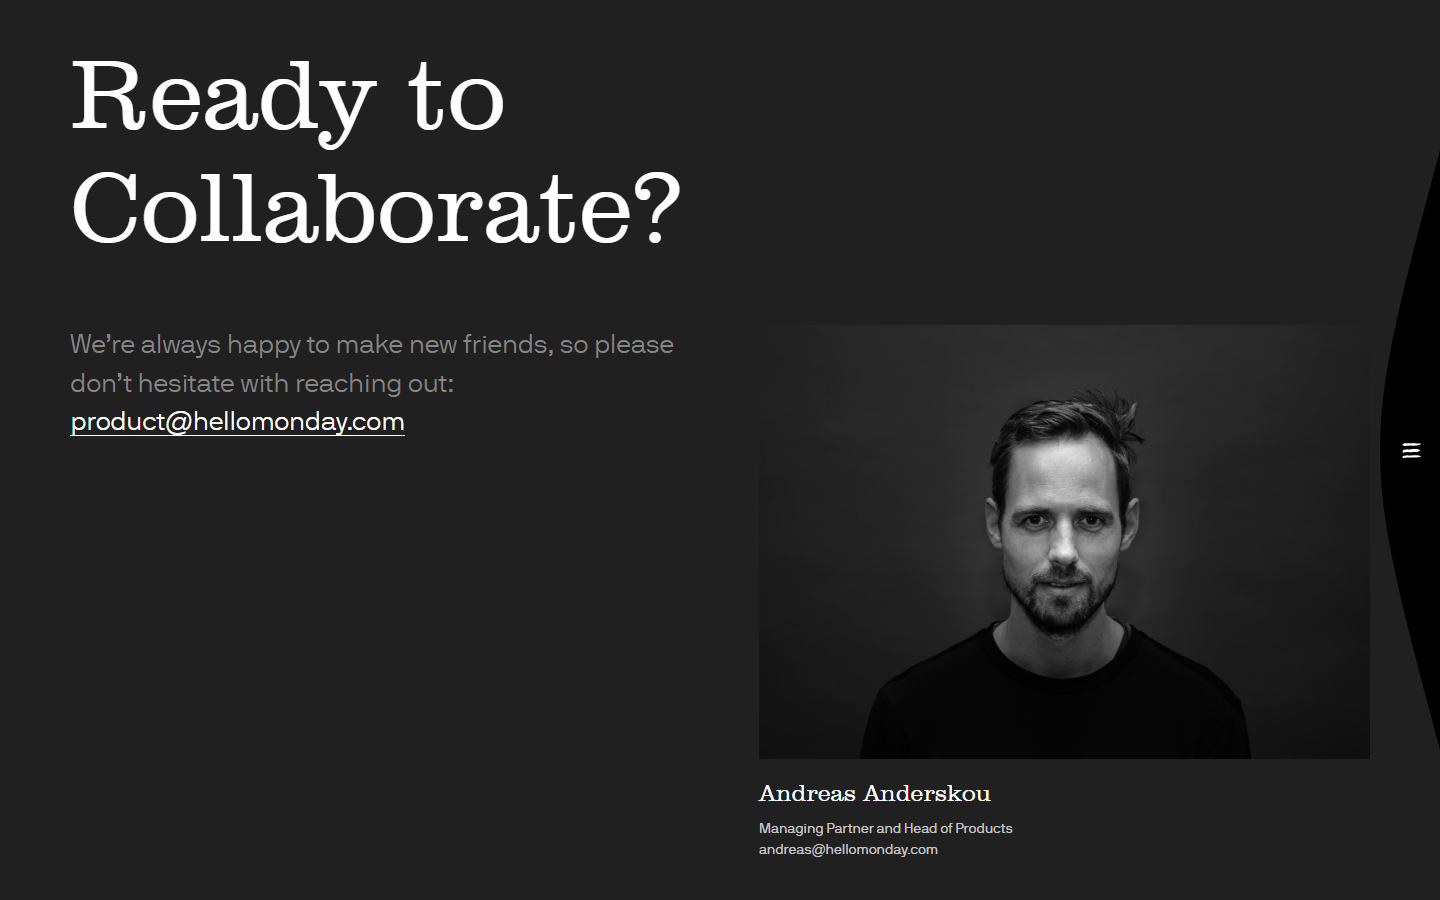 Ready to
Collaborate?
We’re always happy to make new friends, so please
don’t hesitate with reaching out:
product@hellomonday.com
Andreas Anderskou
Managing Partner and Head of Products
andreas@hellomonday.com